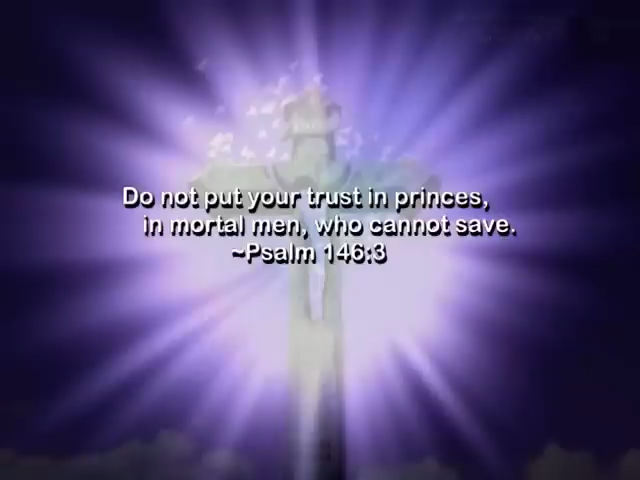 Do not put your trust in princes,
in mortal men, who cannot save.
~Psalm 146:3